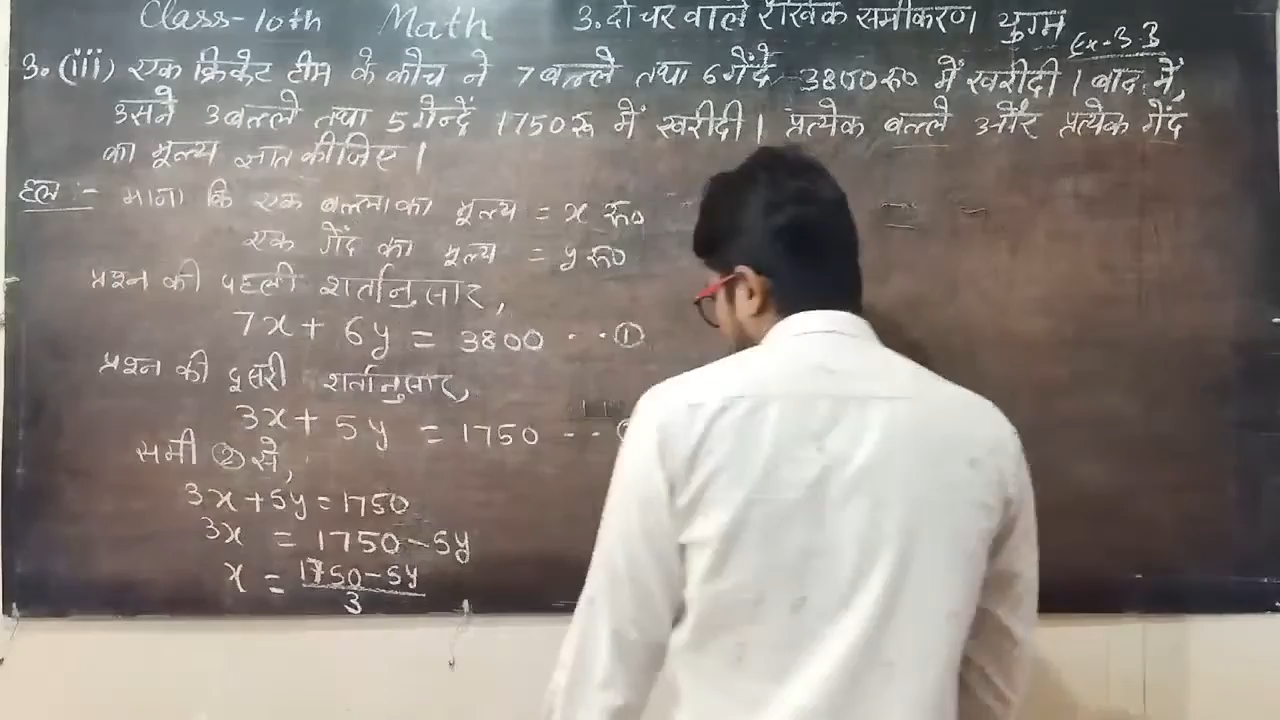 Class-10th Math 3. दो चर वाले रैखिक समीकरण युग्म
Ex-3.3
3. (iii) एक क्रिकेट टीम के कोच ने 7 बल्ले तथा 6 गेंदे 3800 रू० में खरीदी । बाद में,
उसने 3 बल्ले तथा 5 गेन्दें 1750 रू में खरीदी । प्रत्येक बल्ले और प्रत्येक गेंद
का मूल्य ज्ञात कीजिए ।
हल :- माना कि एक बल्ला का मूल्य = x रू०
एक गेंद का मूल्य = y रू०
प्रश्न की पहली शर्तानुसार,
7x + 6y = 3800 --- ①
प्रश्न की दूसरी शर्तानुसार,
3x + 5y = 1750 ---
समी ② से,
3x + 5y = 1750
3x = 1750 - 5y
x = 1750 - 5y
3